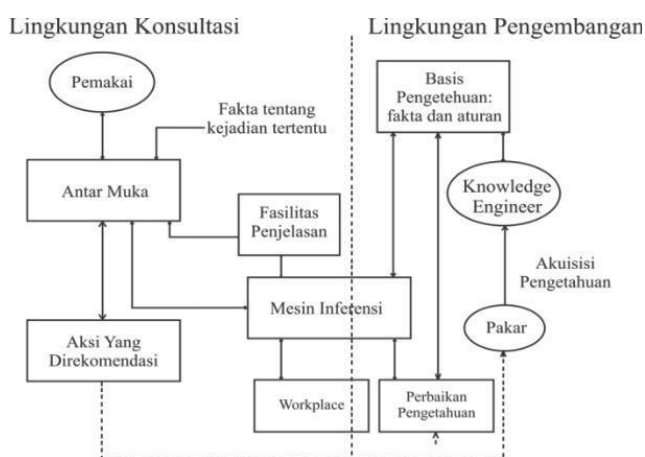 Lingkungan Konsultasi
Lingkungan Pengembangan
Pemakai
Fakta tentang
kejadian tertentu
Basis
Pengetehuan:
fakta dan aturan
Antar Muka
Fasilitas
Penjelasan
Knowledge
Engineer
Akuisisi
Pengetahuan
Mesin Inferensi
Pakar
Aksi Yang
Direkomendasi
Workplace
Perbaikan
Pengetahuan